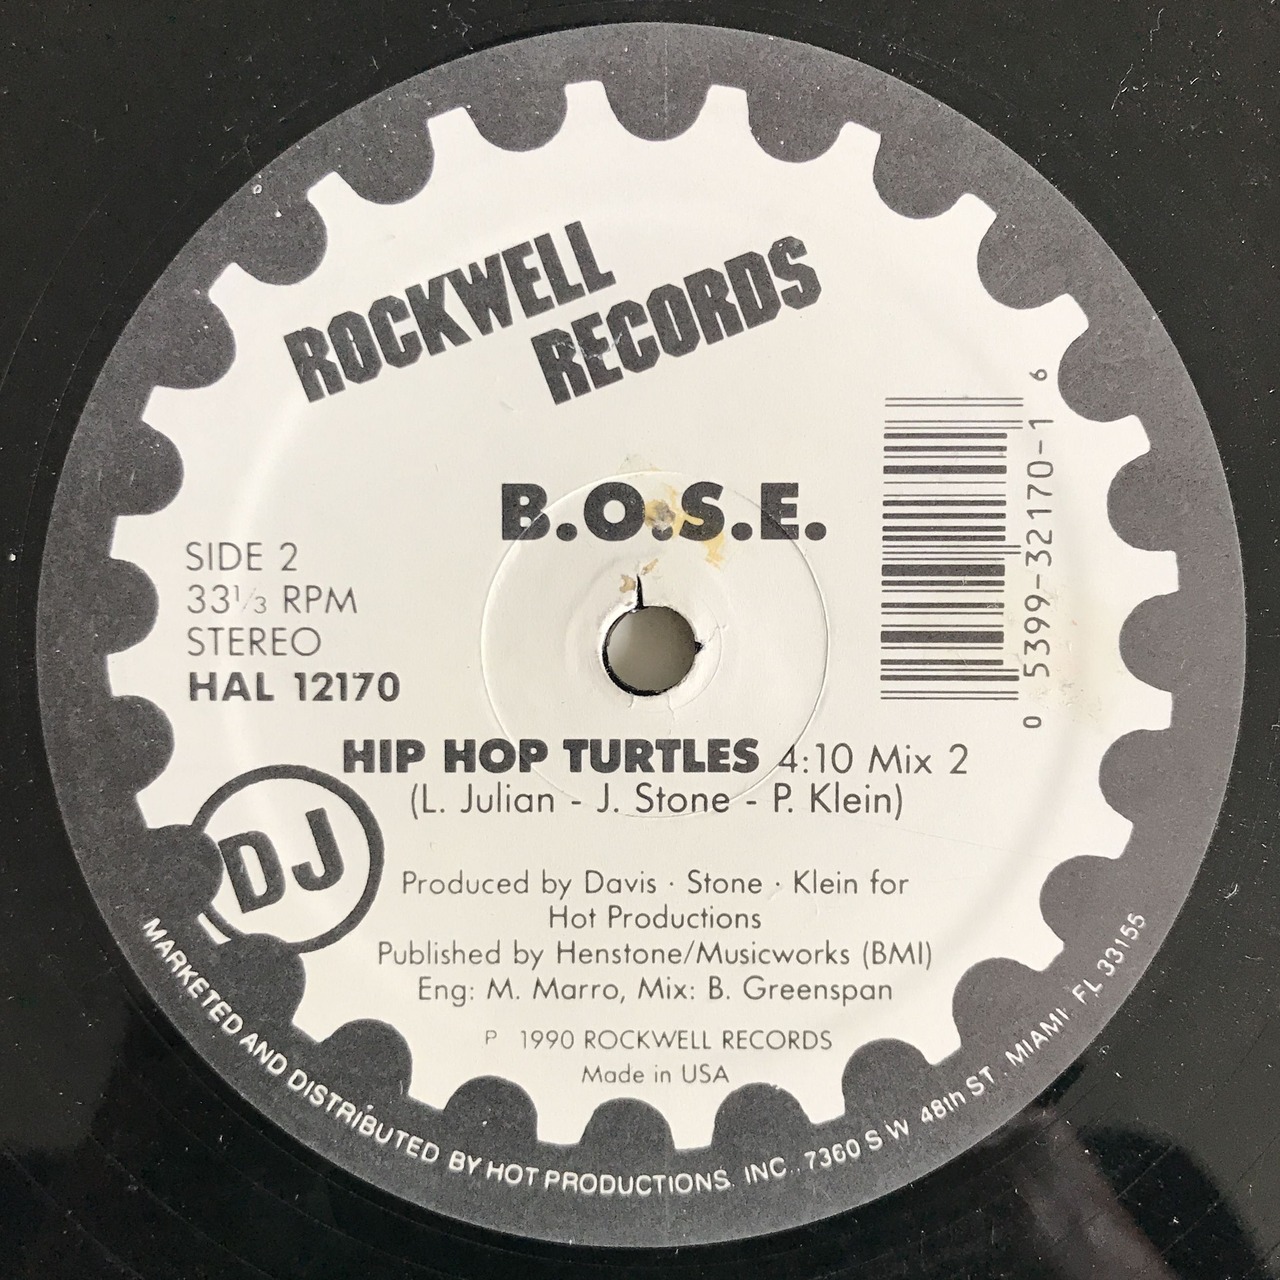 ROCKWELL
RECORDS
B.O.S.E.
SIDE 2
33⅓ RPM
STEREO
HAL 12170
0 5399-32170-1 6
HIP HOP TURTLES 4:10 Mix 2
(L. Julian - J. Stone - P. Klein)
DJ
Produced by Davis · Stone · Klein for
Hot Productions
Published by Henstone/Musicworks (BMI)
Eng: M. Marro, Mix: B. Greenspan
P 1990 ROCKWELL RECORDS
Made in USA
MARKETED AND DISTRIBUTED BY HOT PRODUCTIONS, INC., 7360 S W 48th ST. MIAMI FL 33155